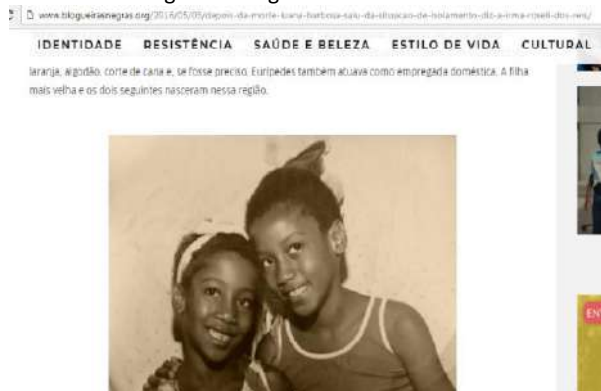 www.blogueirasnegras.org/2016/05/05/depois-da-morte-luana-barbosa-saiu-da-situacao-de-isolamento-diz-a-irma-roseli-dos-reis/
IDENTIDADE RESISTÊNCIA SAÚDE E BELEZA ESTILO DE VIDA CULTURAL
laranja, algodão, corte de cana e, se fosse preciso, Eurípedes também atuava como empregada doméstica. A filha
mais velha e os dois seguintes nasceram nessa região.